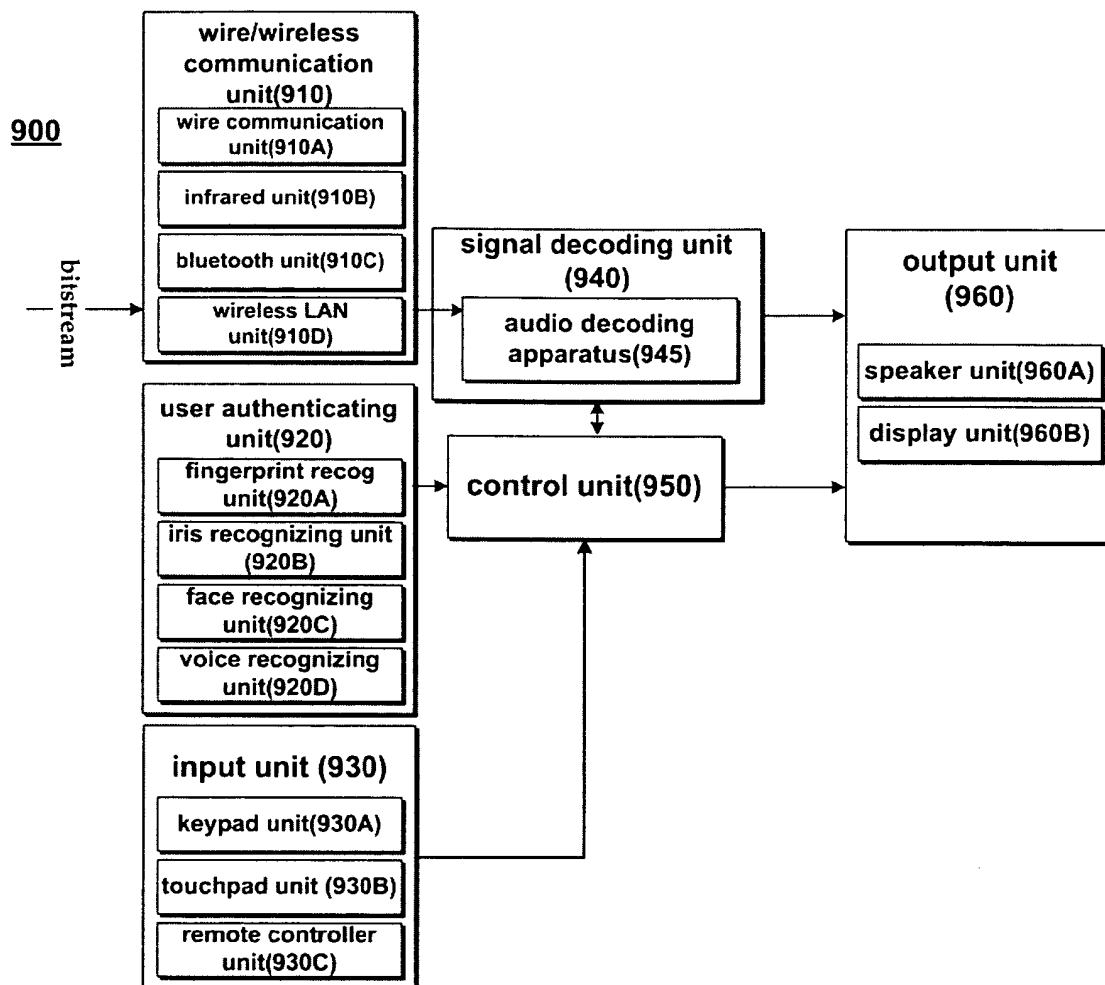 900
bitstream
wire/wireless
communication
unit(910)
wire communication
unit(910A)
infrared unit(910B)
bluetooth unit(910C)
wireless LAN
unit(910D)
user authenticating
unit(920)
fingerprint recog
unit(920A)
iris recognizing unit
(920B)
face recognizing
unit(920C)
voice recognizing
unit(920D)
input unit (930)
keypad unit(930A)
touchpad unit (930B)
remote controller
unit(930C)
signal decoding unit
(940)
audio decoding
apparatus(945)
control unit(950)
output unit
(960)
speaker unit(960A)
display unit(960B)